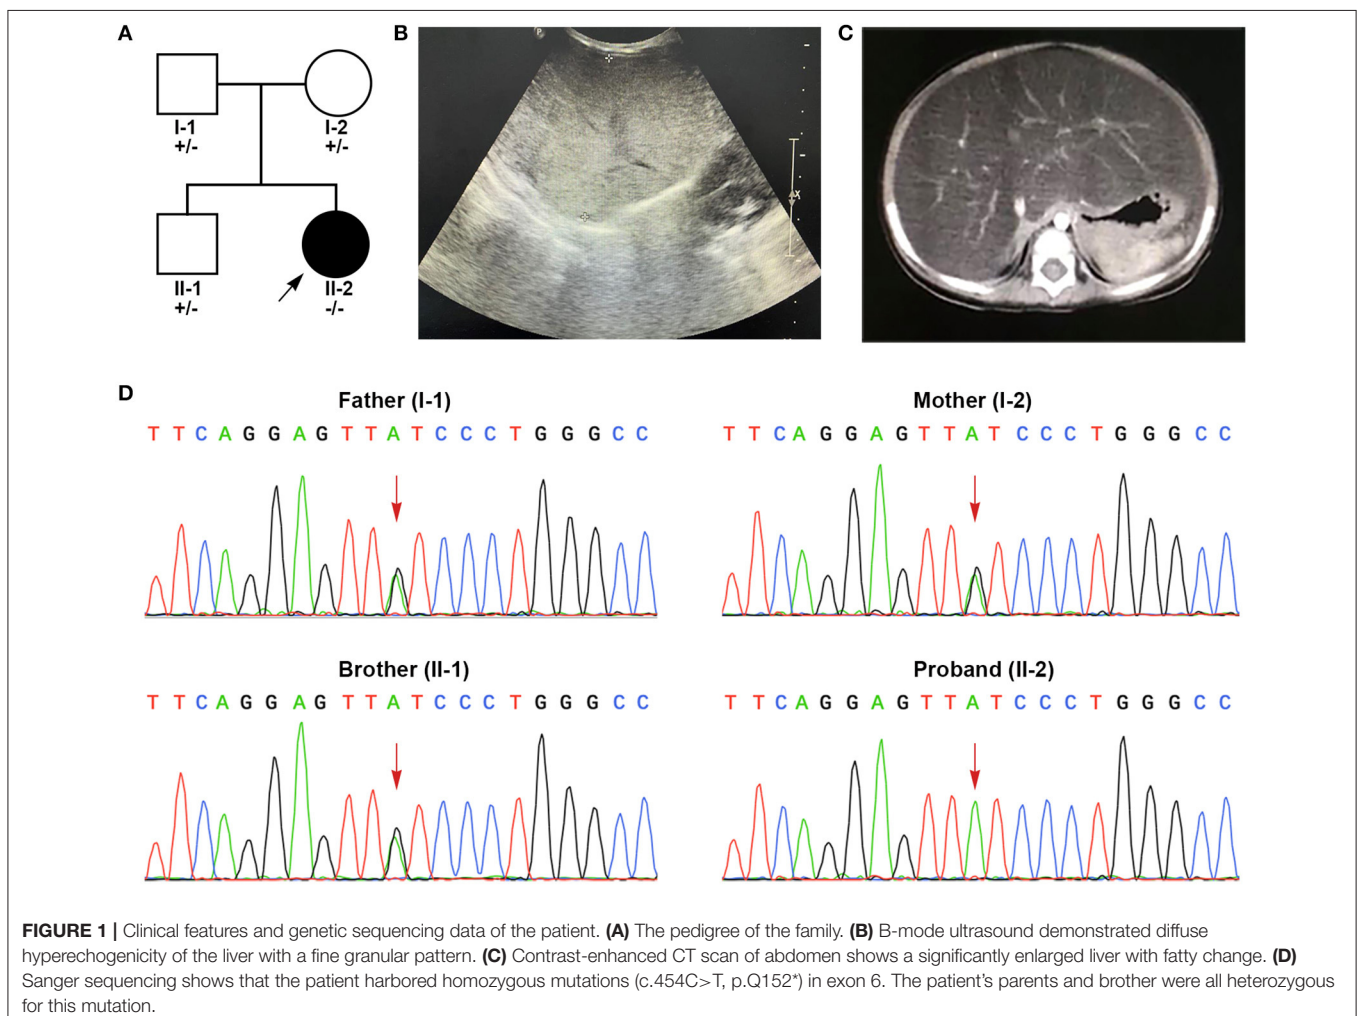 A
B
C
I-1
+/-
I-2
+/-
II-1
+/-
II-2
-/-
P
X
D
Father (I-1)
T T C A G G A G T T A T C C C T G G G C C
Mother (I-2)
T T C A G G A G T T A T C C C T G G G C C
Brother (II-1)
T T C A G G A G T T A T C C C T G G G C C
Proband (II-2)
T T C A G G A G T T A T C C C T G G G C C
FIGURE 1 | Clinical features and genetic sequencing data of the patient. (A) The pedigree of the family. (B) B-mode ultrasound demonstrated diffuse
hyperechogenicity of the liver with a fine granular pattern. (C) Contrast-enhanced CT scan of abdomen shows a significantly enlarged liver with fatty change. (D)
Sanger sequencing shows that the patient harbored homozygous mutations (c.454C>T, p.Q152*) in exon 6. The patient's parents and brother were all heterozygous
for this mutation.